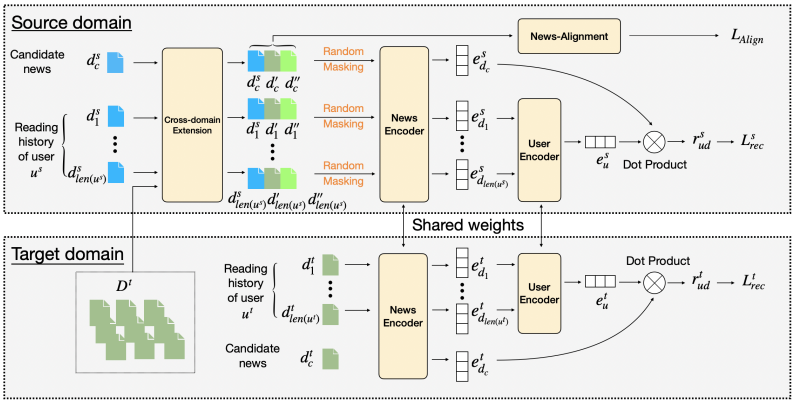 Source domain
Candidate
news
d_c^s
Reading
history
of user
u^s
d_1^s
d_{len(u^s)}^s
Cross-domain
Extension
d_c^s d_c' d_c''
d_1^s d_1' d_1''
d_{len(u^s)}^s d_{len(u^s)}' d_{len(u^s)}''
Random
Masking
Random
Masking
Random
Masking
News
Encoder
News-Alignment
L_{Align}
e_{d_c}^s
e_{d_1}^s
e_{d_{len(u^s)}}^s
User
Encoder
e_u^s
Dot Product
r_{ud}^s
L_{rec}^s
Shared weights
Target domain
D^t
Reading
history
of user
u^t
d_1^t
d_{len(u^t)}^t
Candidate
news
d_c^t
News
Encoder
e_{d_1}^t
e_{d_{len(u^t)}}^t
e_{d_c}^t
User
Encoder
e_u^t
Dot Product
r_{ud}^t
L_{rec}^t